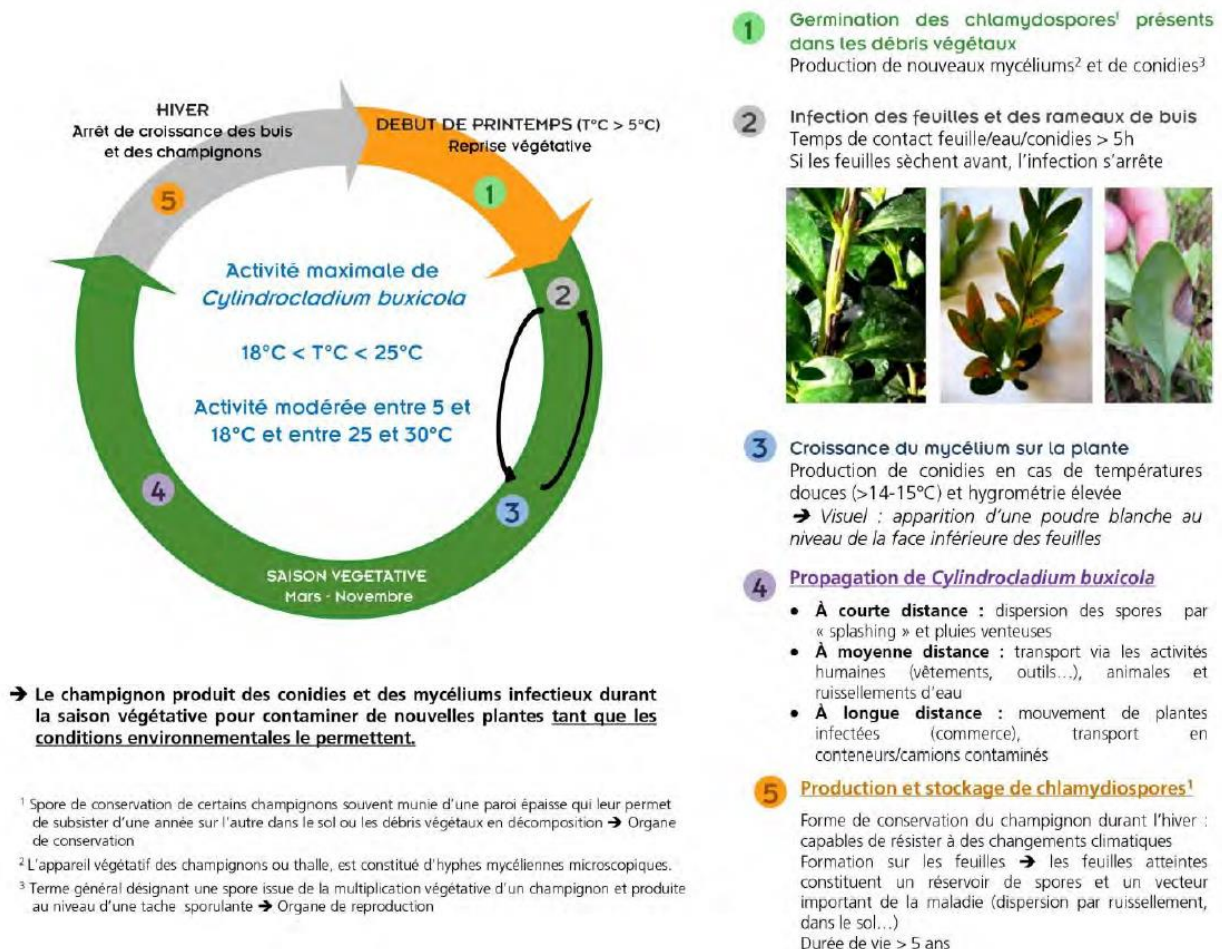 HIVER
Arrêt de croissance des buis
et des champignons
DEBUT DE PRINTEMPS (T°C > 5°C)
Reprise végétative
5
1
Activité maximale de
Cylindrocladium buxicola
2
18°C < T°C < 25°C
Activité modérée entre 5 et
18°C et entre 25 et 30°C
4
3
SAISON VEGETATIVE
Mars - Novembre
➔ Le champignon produit des conidies et des mycéliums infectieux durant
la saison végétative pour contaminer de nouvelles plantes tant que les
conditions environnementales le permettent.
1 Spore de conservation de certains champignons souvent munie d'une paroi épaisse qui leur permet
de subsister d'une année sur l'autre dans le sol ou les débris végétaux en décomposition ➔ Organe
de conservation
2 L'appareil végétatif des champignons ou thalle, est constitué d'hyphes mycéliennes microscopiques.
3 Terme général désignant une spore issue de la multiplication végétative d'un champignon et produite
au niveau d'une tache sporulante ➔ Organe de reproduction
1 Germination des chlamydospores1 présents
dans les débris végétaux
Production de nouveaux mycéliums2 et de conidies3
2 Infection des feuilles et des rameaux de buis
Temps de contact feuille/eau/conidies > 5h
Si les feuilles sèchent avant, l'infection s'arrête
3 Croissance du mycélium sur la plante
Production de conidies en cas de températures
douces (>14-15°C) et hygrométrie élevée
➔ Visuel : apparition d'une poudre blanche au
niveau de la face inférieure des feuilles
4 Propagation de Cylindrocladium buxicola
• À courte distance : dispersion des spores par
« splashing » et pluies venteuses
• À moyenne distance : transport via les activités
humaines (vêtements, outils...), animales et
ruissellements d'eau
• À longue distance : mouvement de plantes
infectées (commerce), transport en
conteneurs/camions contaminés
5 Production et stockage de chlamydiospores1
Forme de conservation du champignon durant l'hiver :
capables de résister à des changements climatiques
Formation sur les feuilles ➔ les feuilles atteintes
constituent un réservoir de spores et un vecteur
important de la maladie (dispersion par ruissellement,
dans le sol...)
Durée de vie > 5 ans